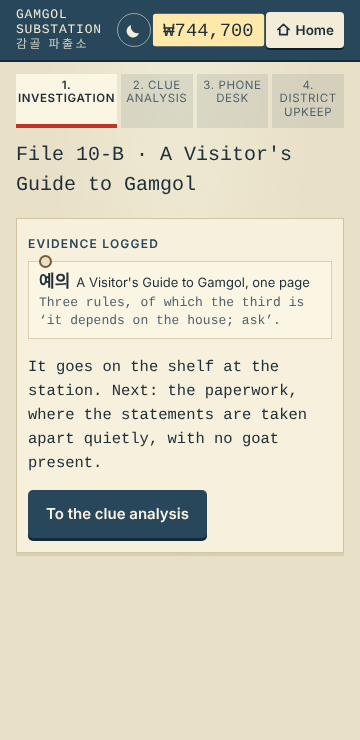 GAMGOL
SUBSTATION
감골 파출소
₩744,700
Home
1.
INVESTIGATION
2. CLUE
ANALYSIS
3. PHONE
DESK
4.
DISTRICT
UPKEEP
File 10-B · A Visitor's
Guide to Gamgol
EVIDENCE LOGGED
예의 A Visitor's Guide to Gamgol, one page
Three rules, of which the third is
‘it depends on the house; ask’.
It goes on the shelf at the
station. Next: the paperwork,
where the statements are taken
apart quietly, with no goat
present.
To the clue analysis